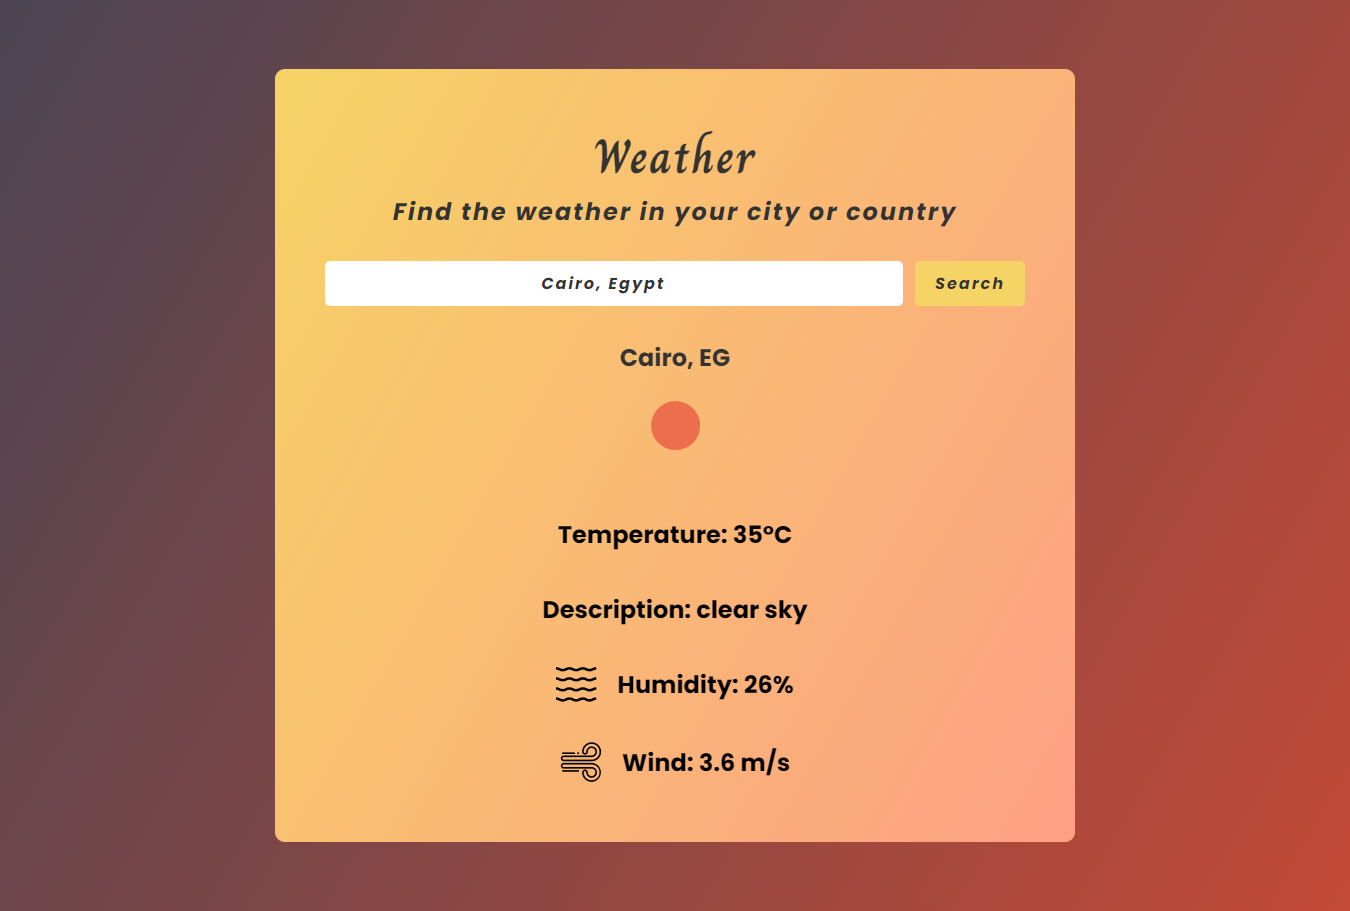 Weather
Find the weather in your city or country
Cairo, Egypt
Search
Cairo, EG
Temperature: 35°C
Description: clear sky
Humidity: 26%
Wind: 3.6 m/s